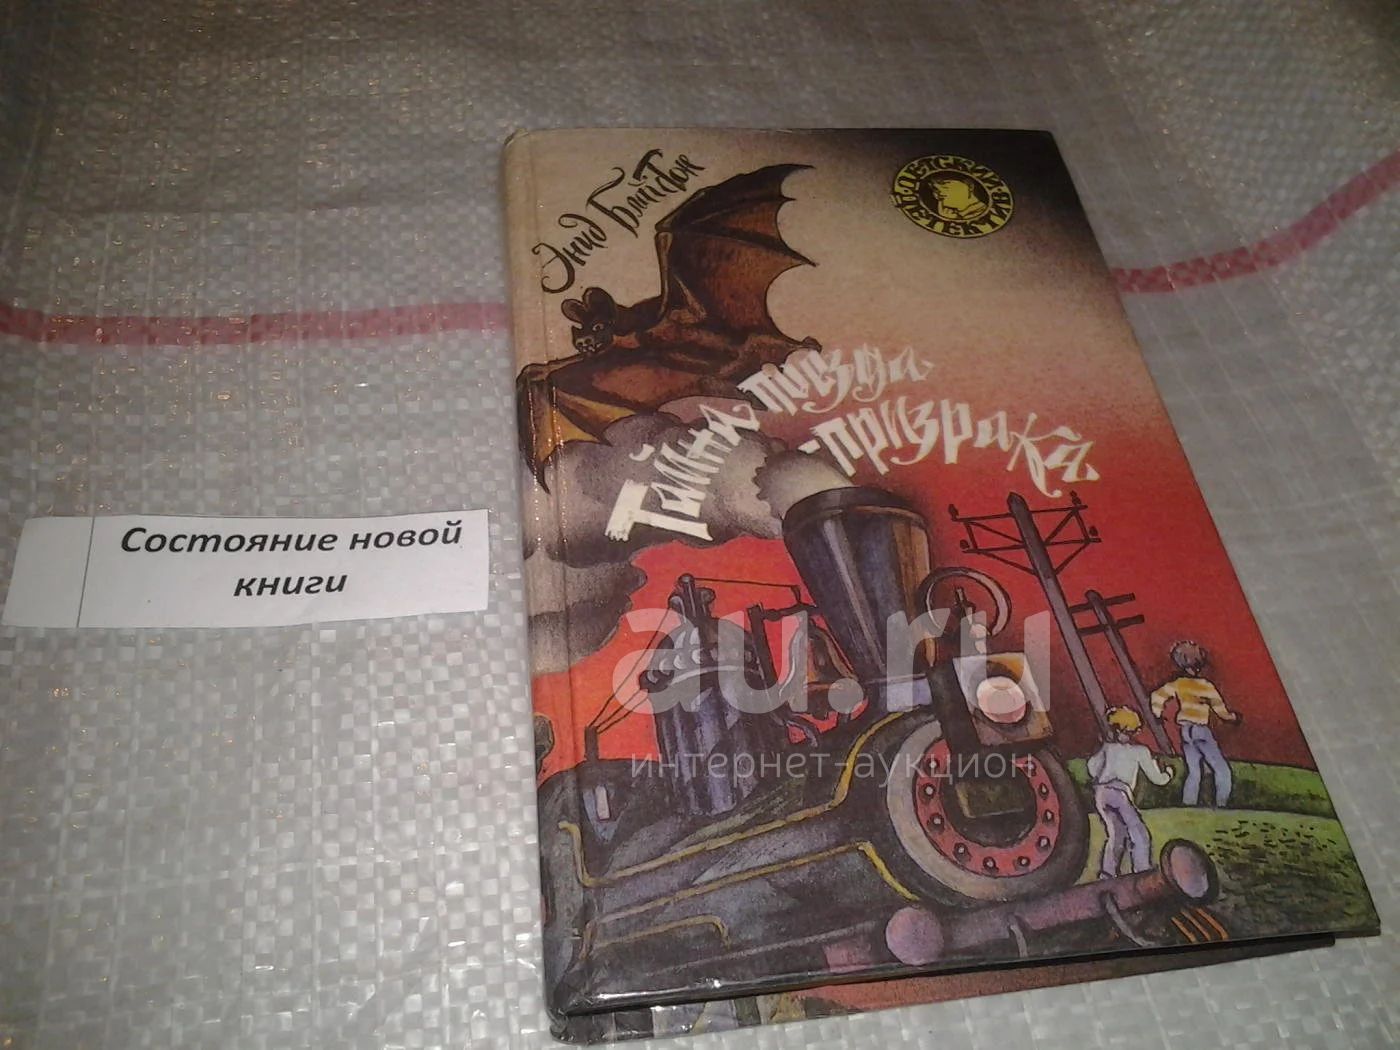 Энид Блайтон
ДЕТСКИЙ
ДЕТЕКТИВ
Тайна поезда
-призрака
Состояние новой
книги
au.ru
интернет-аукцион